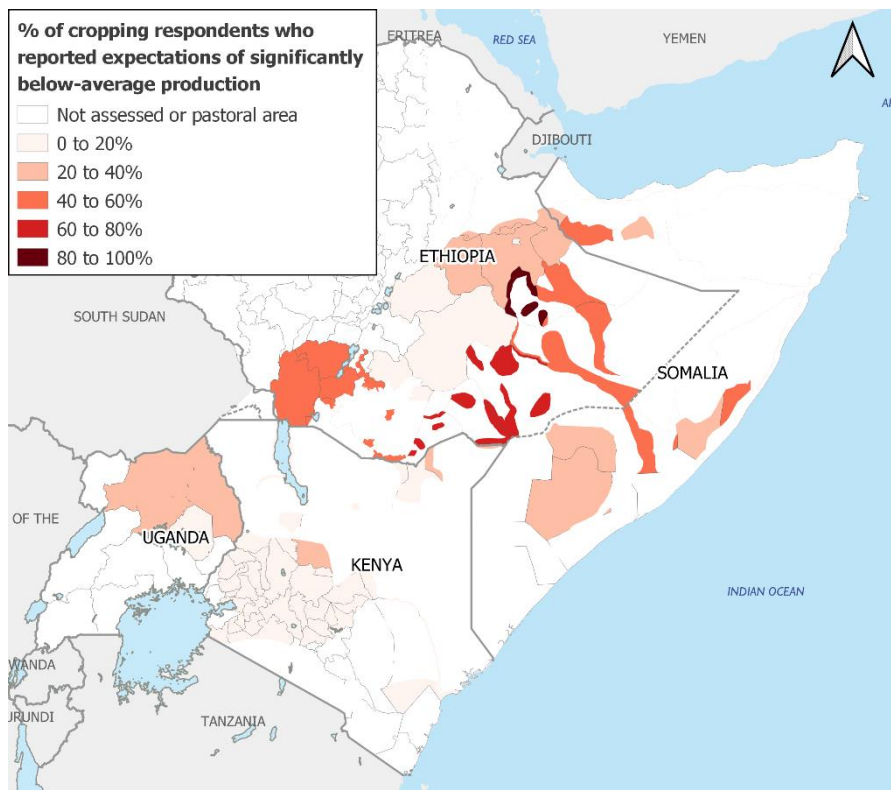 % of cropping respondents who
reported expectations of significantly
below-average production
Not assessed or pastoral area
0 to 20%
20 to 40%
40 to 60%
60 to 80%
80 to 100%
ERITREA
RED SEA
YEMEN
DJIBOUTI
ETHIOPIA
SOUTH SUDAN
SOMALIA
OF THE
UGANDA
KENYA
INDIAN OCEAN
WANDA
URUNDI
TANZANIA